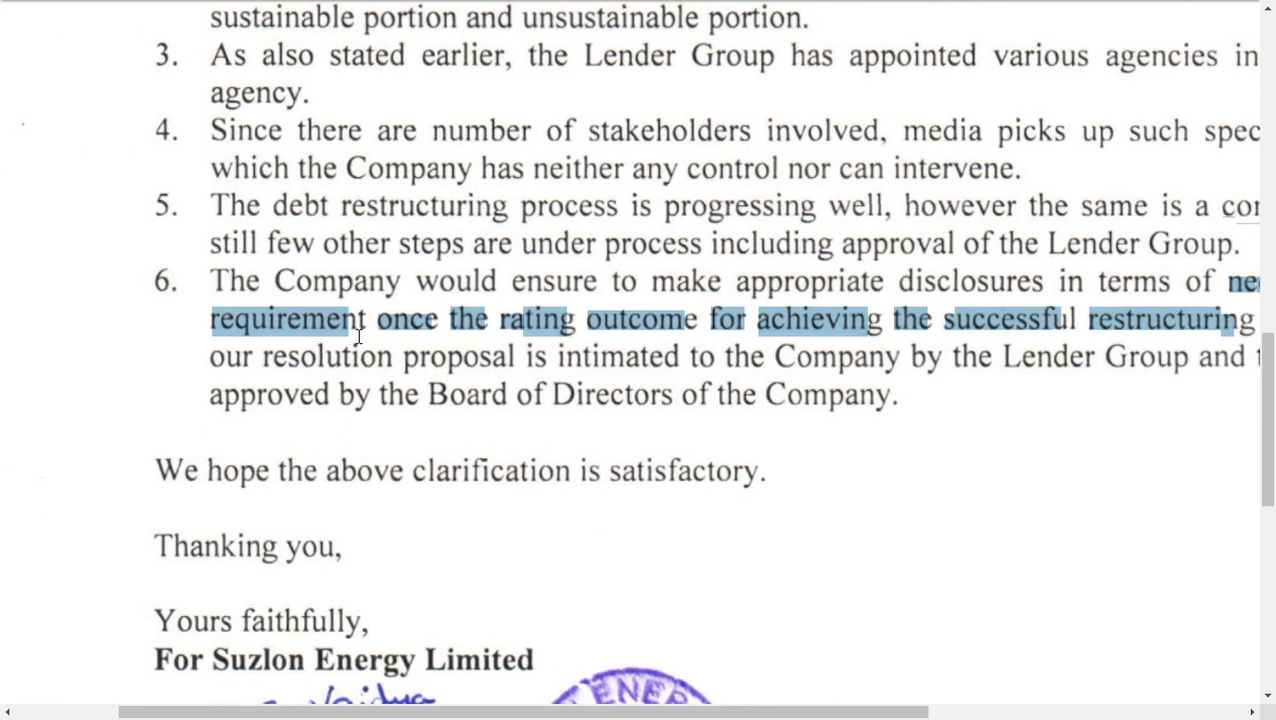 sustainable portion and unsustainable portion.
3. As also stated earlier, the Lender Group has appointed various agencies in
agency.
4. Since there are number of stakeholders involved, media picks up such spec
which the Company has neither any control nor can intervene.
5. The debt restructuring process is progressing well, however the same is a
still few other steps are under process including approval of the Lender Group.
6. The Company would ensure to make appropriate disclosures in terms of
requirement once the rating outcome for achieving the successful restructuring
our resolution proposal is intimated to the Company by the Lender Group and
approved by the Board of Directors of the Company.
We hope the above clarification is satisfactory.
Thanking you,
Yours faithfully,
For Suzlon Energy Limited
ENER